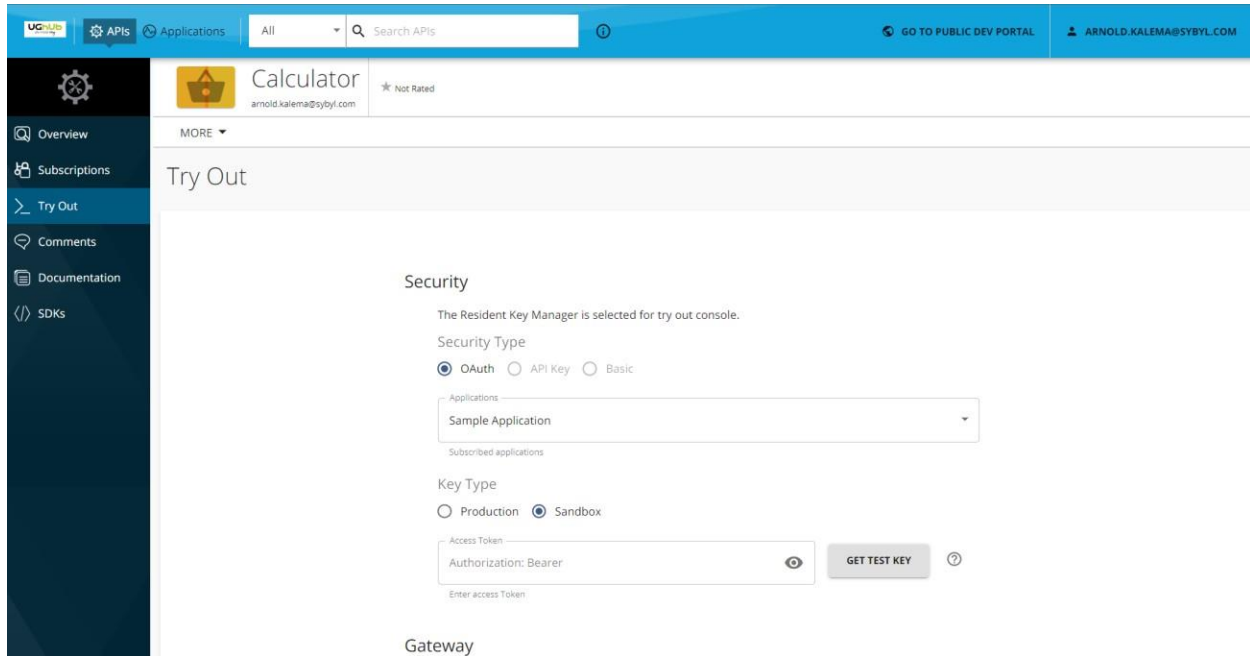 UGhUb
APIs
Applications
All
Search APIs
GO TO PUBLIC DEV PORTAL
ARNOLD.KALEMA@SYBYL.COM
Calculator
arnold.kalema@sybyl.com
Not Rated
Overview
MORE
Subscriptions
Try Out
Try Out
Comments
Documentation
SDKs
Security
The Resident Key Manager is selected for try out console.
Security Type
OAuth API Key Basic
Applications
Sample Application
Subscribed applications
Key Type
Production Sandbox
Access Token
Authorization: Bearer
GET TEST KEY
Enter access Token
Gateway